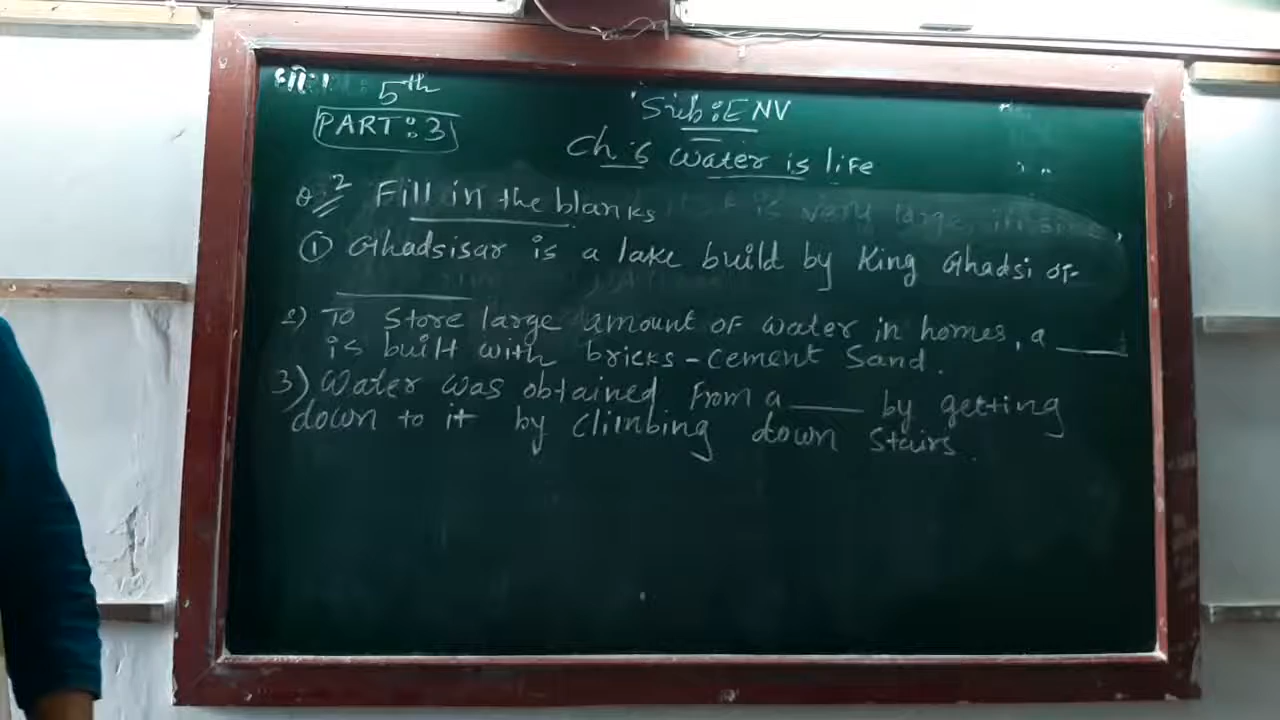 5th
PART:3
Sub:ENV
Ch:6 Water is life
Q:2 Fill in the blanks
① Ghadsisar is a lake build by King Ghadsi of
______
2) To store large amount of water in homes, a ____
is built with bricks-cement Sand.
3) Water was obtained from a ____ by getting
down to it by climbing down stairs.